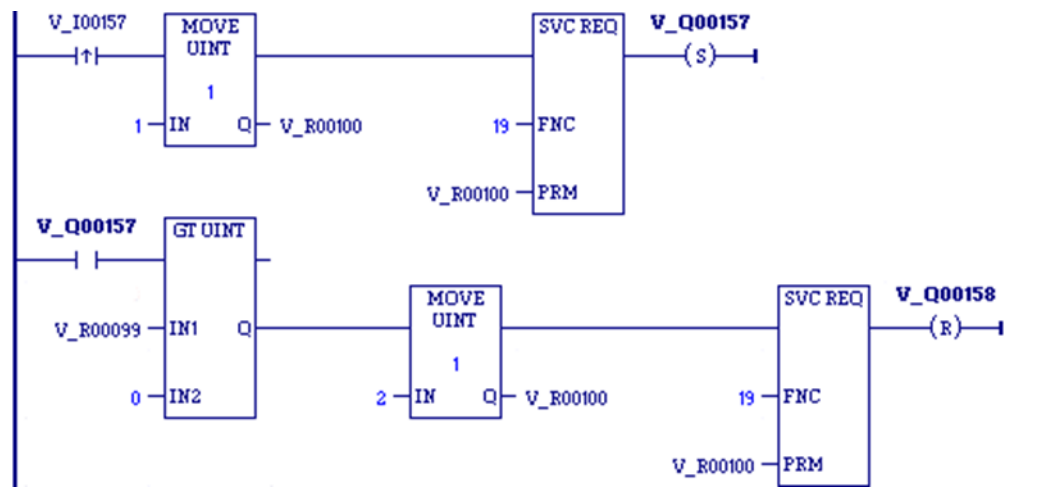 V_I00157
MOVE
UINT
1
1 IN Q V_R00100
SVC REQ
19 FNC
V_R00100 PRM
V_Q00157
(S)
V_Q00157
GT UINT
V_R00099 IN1 Q
0 IN2
MOVE
UINT
1
2 IN Q V_R00100
SVC REQ
19 FNC
V_R00100 PRM
V_Q00158
(R)